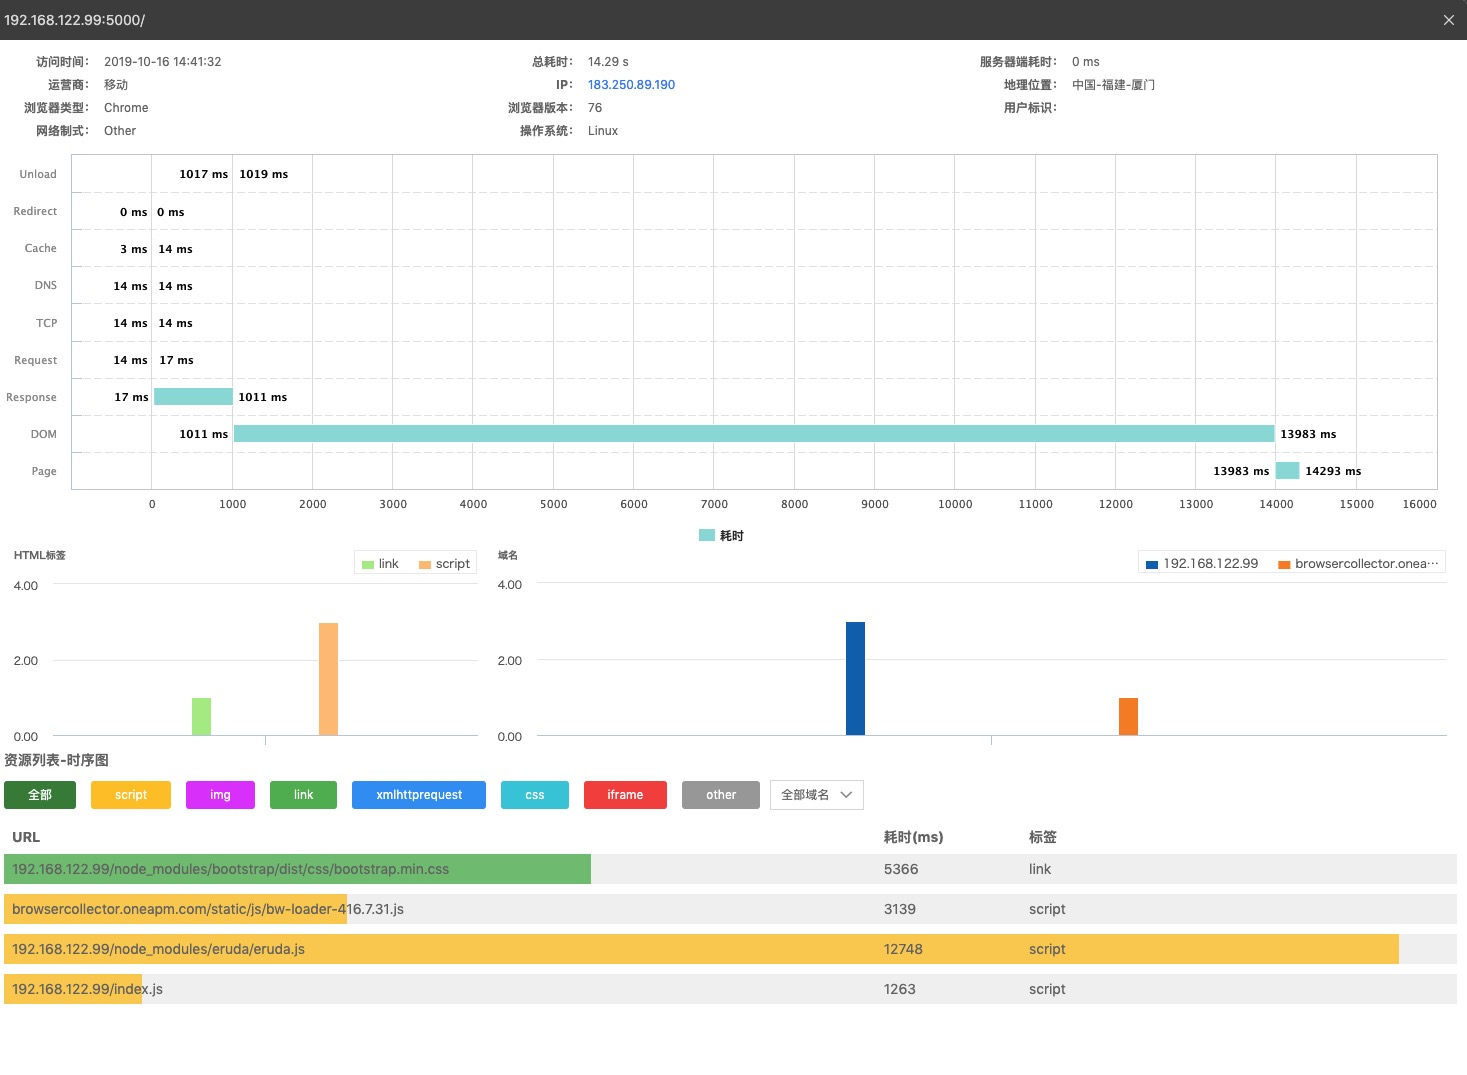 192.168.122.99:5000/
访问时间: 2019-10-16 14:41:32 总耗时: 14.29 s 服务器端耗时: 0 ms
运营商: 移动 IP: 183.250.89.190 地理位置: 中国-福建-厦门
浏览器类型: Chrome 浏览器版本: 76 用户标识:
网络制式: Other 操作系统: Linux
Unload 1017 ms 1019 ms
Redirect 0 ms 0 ms
Cache 3 ms 14 ms
DNS 14 ms 14 ms
TCP 14 ms 14 ms
Request 14 ms 17 ms
Response 17 ms 1011 ms
DOM 1011 ms 13983 ms
Page 13983 ms 14293 ms
0 1000 2000 3000 4000 5000 6000 7000 8000 9000 10000 11000 12000 13000 14000 15000 16000
耗时
HTML标签 link script
4.00
2.00
0.00
域名 192.168.122.99 browsercollector.onea···
4.00
2.00
0.00
资源列表-时序图
全部 script img link xmlhttprequest css iframe other 全部域名
URL 耗时(ms) 标签
192.168.122.99/node_modules/bootstrap/dist/css/bootstrap.min.css 5366 link
browsercollector.oneapm.com/static/js/bw-loader-416.7.31.js 3139 script
192.168.122.99/node_modules/eruda/eruda.js 12748 script
192.168.122.99/index.js 1263 script